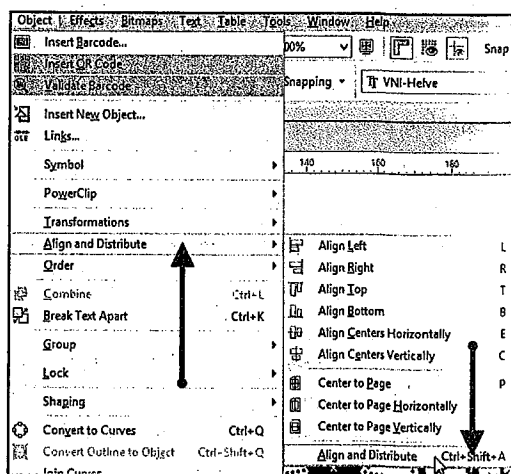 Object Effects Bitmaps Text Table Tools Window Help
Insert Barcode...
Insert QR Code
Validate Barcode
Insert New Object...
Links...
Symbol
PowerClip
Transformations
Align and Distribute
Order
Combine Ctrl+L
Break Text Apart Ctrl+K
Group
Lock
Shaping
Convert to Curves Ctrl+Q
Convert Outline to Object Ctrl+Shift+Q
Join Curves
00% Snap
Snapping VNI-Helve
140 160 180
Align Left L
Align Right R
Align Top T
Align Bottom B
Align Centers Horizontally E
Align Centers Vertically C
Center to Page P
Center to Page Horizontally
Center to Page Vertically
Align and Distribute Ctrl+Shift+A